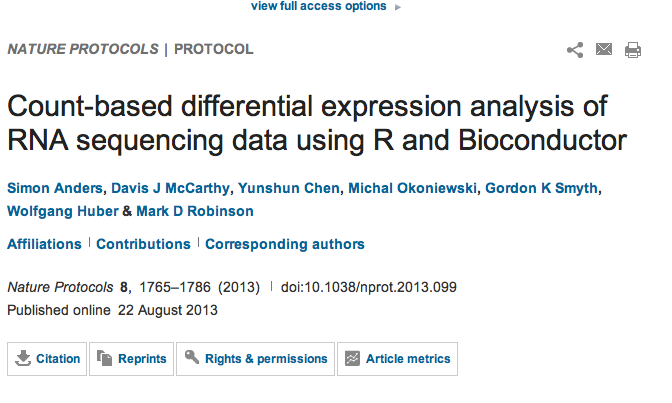 view full access options ►
NATURE PROTOCOLS | PROTOCOL
Count-based differential expression analysis of
RNA sequencing data using R and Bioconductor
Simon Anders, Davis J McCarthy, Yunshun Chen, Michal Okoniewski, Gordon K Smyth,
Wolfgang Huber & Mark D Robinson
Affiliations | Contributions | Corresponding authors
Nature Protocols 8, 1765–1786 (2013) | doi:10.1038/nprot.2013.099
Published online 22 August 2013
Citation Reprints Rights & permissions Article metrics